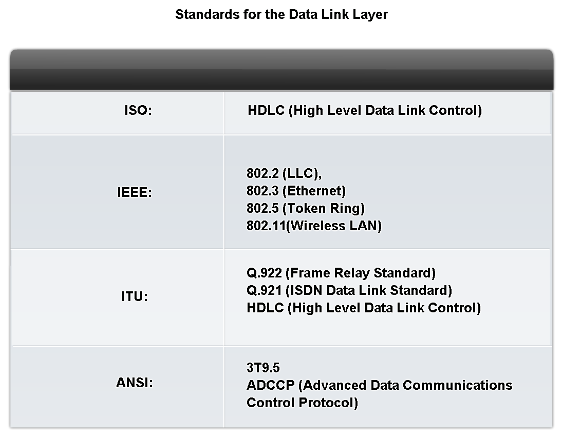 Standards for the Data Link Layer
ISO: HDLC (High Level Data Link Control)
IEEE:
802.2 (LLC),
802.3 (Ethernet)
802.5 (Token Ring)
802.11(Wireless LAN)
ITU:
Q.922 (Frame Relay Standard)
Q.921 (ISDN Data Link Standard)
HDLC (High Level Data Link Control)
ANSI:
3T9.5
ADCCP (Advanced Data Communications
Control Protocol)